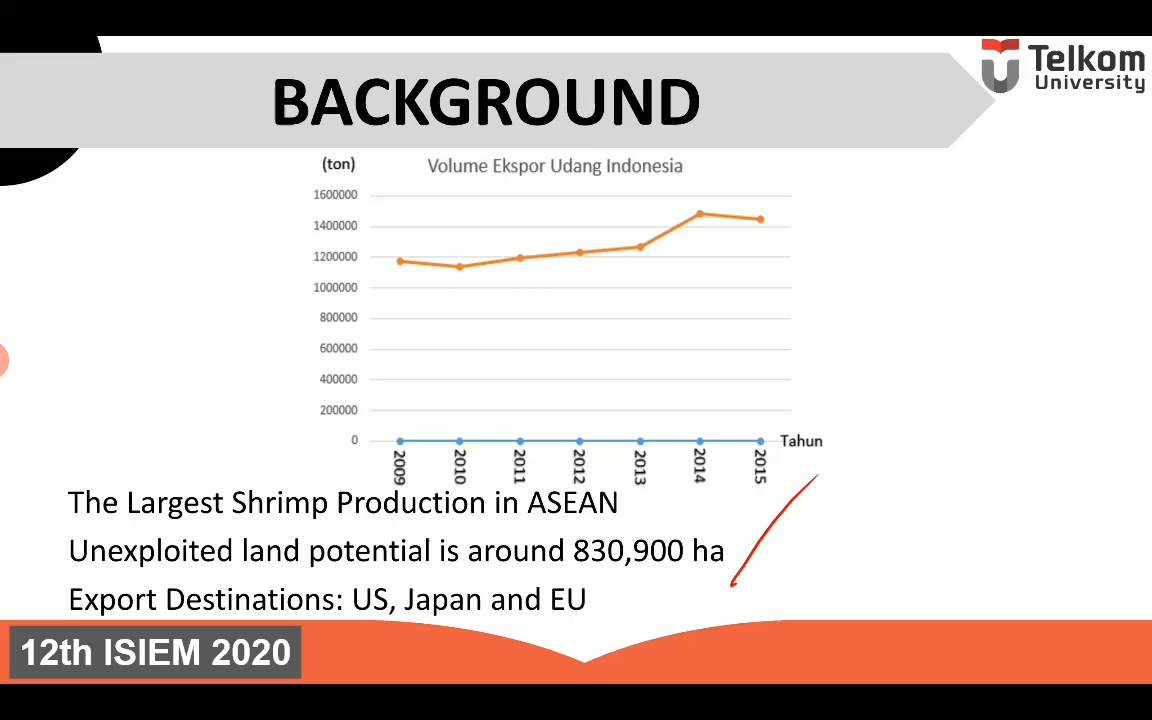 Telkom
University
BACKGROUND
(ton)
Volume Ekspor Udang Indonesia
1600000
1400000
1200000
1000000
800000
600000
400000
200000
0
Tahun
2009
2010
2011
2012
2013
2014
2015
The Largest Shrimp Production in ASEAN
Unexploited land potential is around 830,900 ha
Export Destinations: US, Japan and EU
12th ISIEM 2020